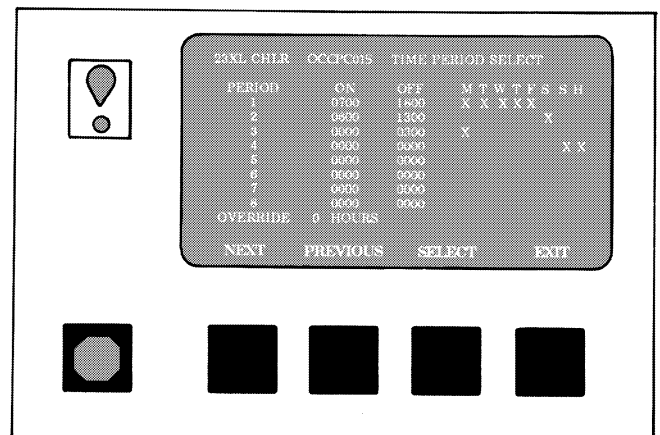 23XL CHLR OCCPC01S TIME PERIOD SELECT
PERIOD ON OFF M T W T F S S H
1 0700 1800 X X X X X
2 0600 1300 X
3 0000 0300 X
4 0000 0000 X X
5 0000 0000
6 0000 0000
7 0000 0000
8 0000 0000
OVERRIDE 0 HOURS
NEXT PREVIOUS SELECT EXIT